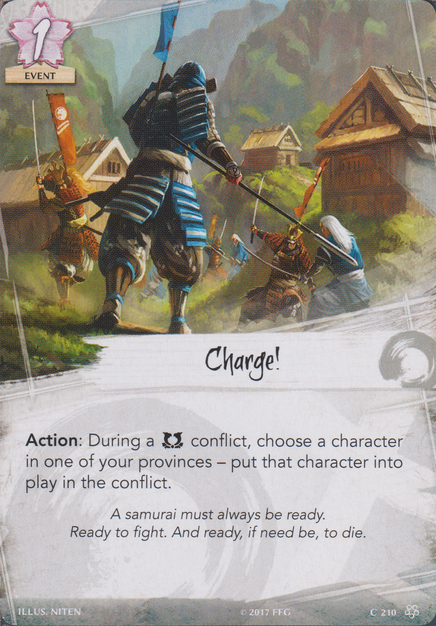 1
EVENT
Charge!
Action: During a conflict, choose a character
in one of your provinces – put that character into
play in the conflict.
A samurai must always be ready.
Ready to fight. And ready, if need be, to die.
ILLUS. NITEN
© 2017 FFG
C 210